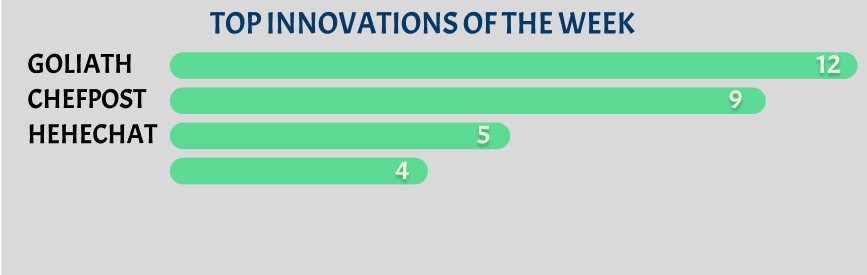 TOP INNOVATIONS OF THE WEEK
GOLIATH 12
CHEFPOST 9
HEHECHAT 5
4